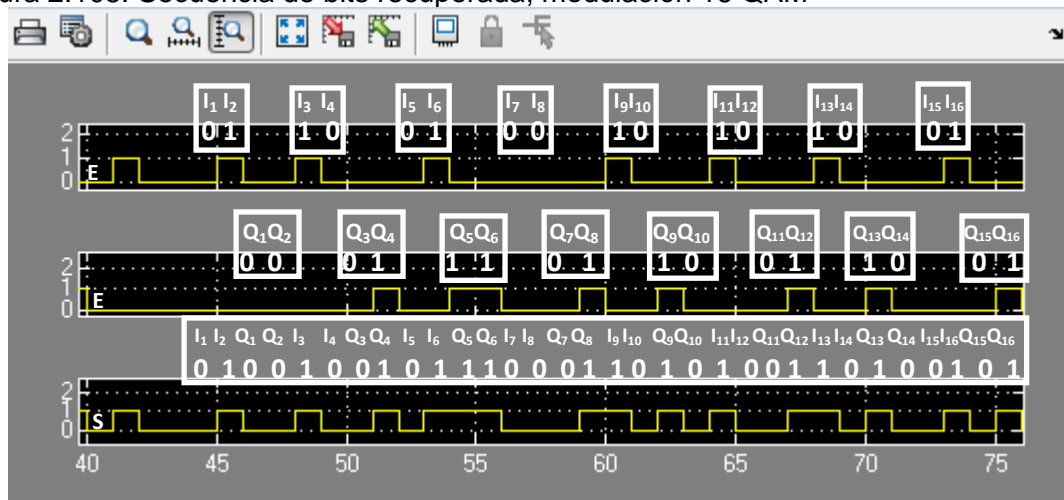 ura 2.105. Secuencia de bits recuperada, modulación 16-QAM
I1 I2 I3 I4 I5 I6 I7 I8 I9I10 I11I12 I13I14 I15 I16
0 1 1 0 0 1 0 0 1 0 1 0 1 0 0 1
2
1
0
E
Q1Q2 Q3Q4 Q5Q6 Q7Q8 Q9Q10 Q11Q12 Q13Q14 Q15Q16
0 0 0 1 1 1 0 1 1 0 0 1 1 0 0 1
2
1
0
E
I1 I2 Q1 Q2 I3 I4 Q3Q4 I5 I6 Q5Q6 I7 I8 Q7Q8 I9I10 Q9Q10 I11I12Q11Q12 I13I14 Q13 Q14 I15I16Q15Q16
0 1 0 0 1 0 0 1 0 1 1 1 0 0 0 1 1 0 1 0 1 0 0 1 1 0 1 0 0 1 0 1
2
1
0
S
40 45 50 55 60 65 70 75